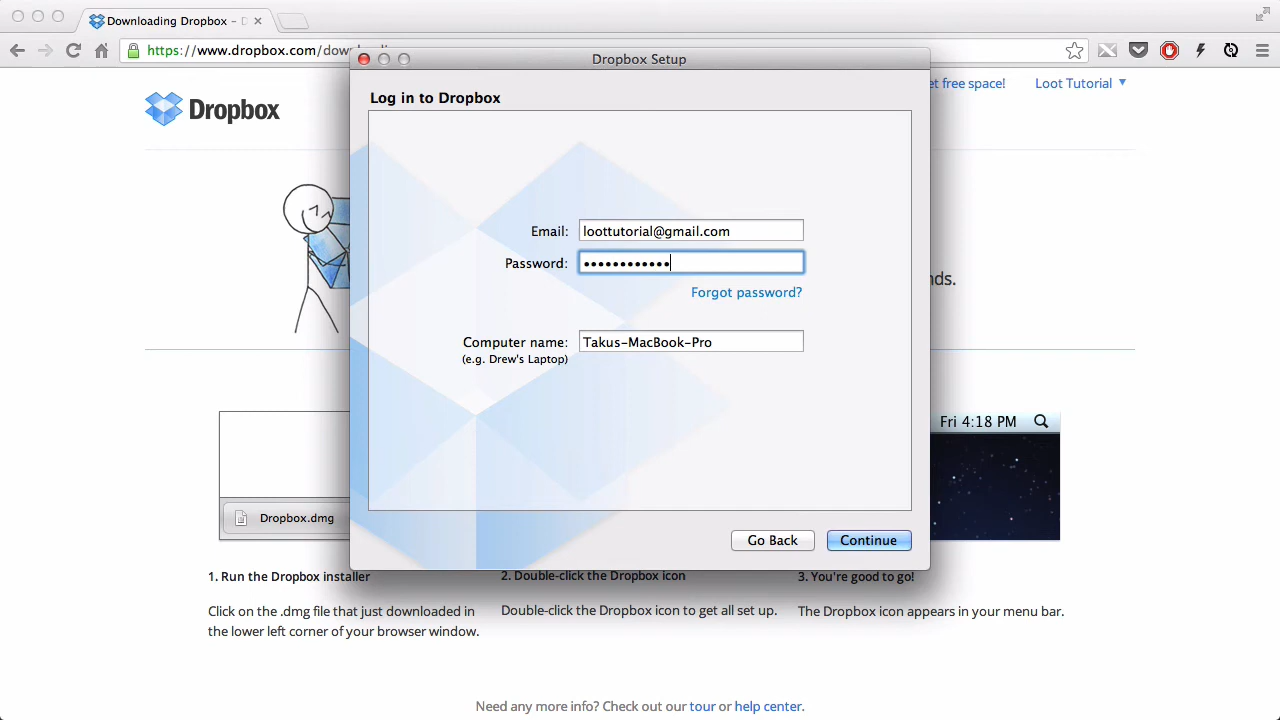 Downloading Dropbox –
https://www.dropbox.com/down
Dropbox Setup
et free space!
Loot Tutorial
Dropbox
Log in to Dropbox
Email: loottutorial@gmail.com
Password: ••••••••••••
Forgot password?
Computer name: Takus-MacBook-Pro
(e.g. Drew's Laptop)
nds.
Fri 4:18 PM
Dropbox.dmg
Go Back
Continue
1. Run the Dropbox installer
Click on the .dmg file that just downloaded in
the lower left corner of your browser window.
2. Double-click the Dropbox icon
Double-click the Dropbox icon to get all set up.
3. You're good to go!
The Dropbox icon appears in your menu bar.
Need any more info? Check out our tour or help center.